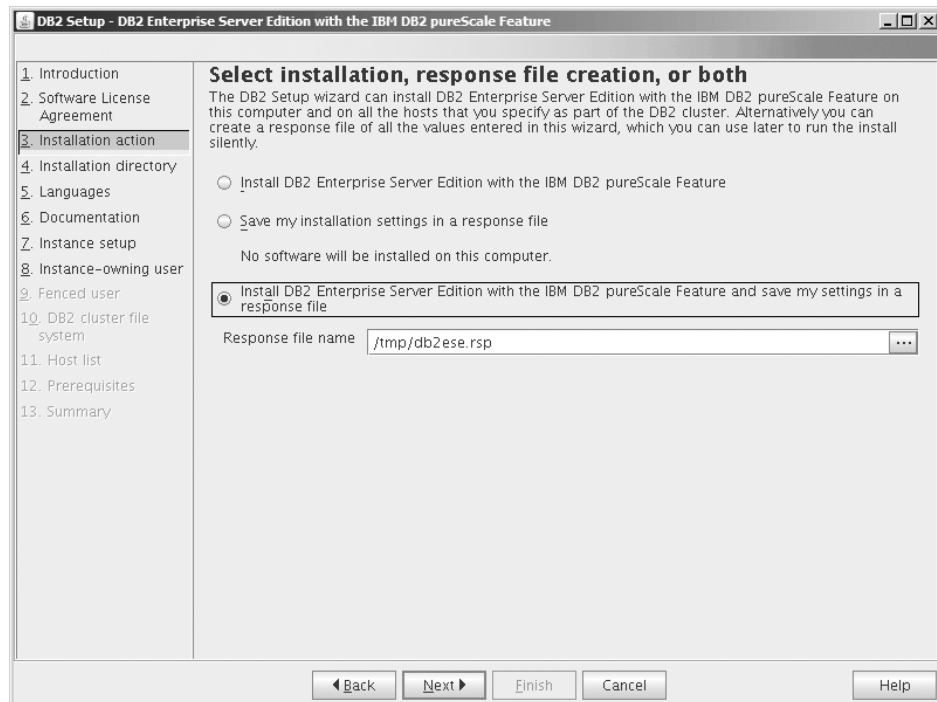 DB2 Setup - DB2 Enterprise Server Edition with the IBM DB2 pureScale Feature
1. Introduction
2. Software License
Agreement
3. Installation action
4. Installation directory
5. Languages
6. Documentation
7. Instance setup
8. Instance-owning user
9. Fenced user
10. DB2 cluster file
system
11. Host list
12. Prerequisites
13. Summary
Select installation, response file creation, or both
The DB2 Setup wizard can install DB2 Enterprise Server Edition with the IBM DB2 pureScale Feature on
this computer and on all the hosts that you specify as part of the DB2 cluster. Alternatively you can
create a response file of all the values entered in this wizard, which you can use later to run the install
silently.
Install DB2 Enterprise Server Edition with the IBM DB2 pureScale Feature
Save my installation settings in a response file
No software will be installed on this computer.
Install DB2 Enterprise Server Edition with the IBM DB2 pureScale Feature and save my settings in a
response file
Response file name /tmp/db2ese.rsp ...
Back Next Finish Cancel Help